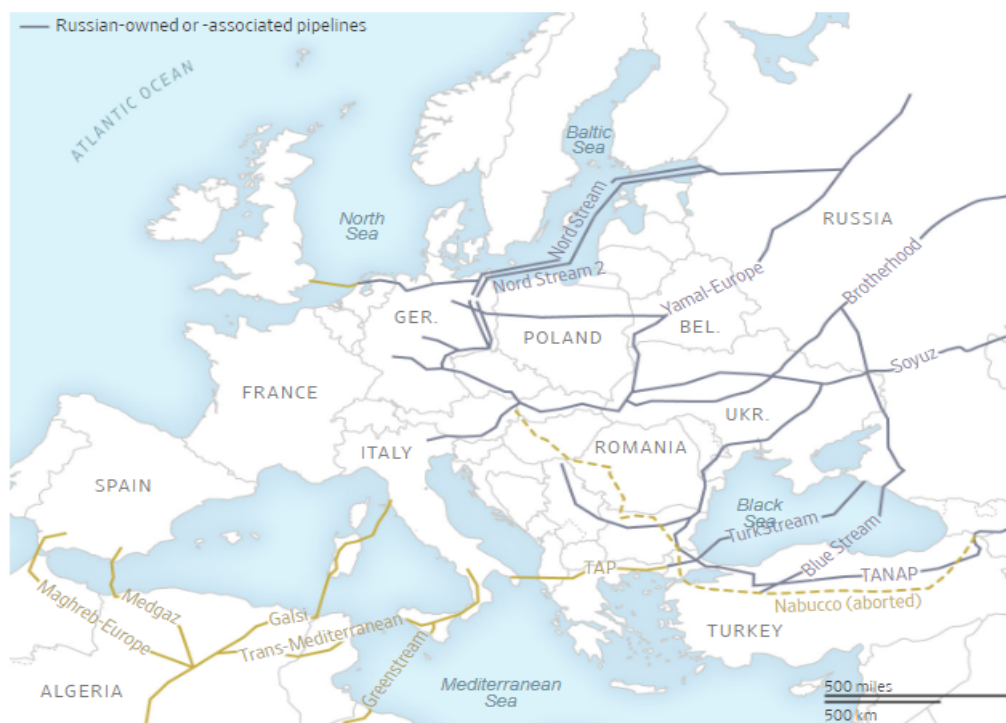 Russian-owned or -associated pipelines
ATLANTIC OCEAN
Baltic
Sea
North
Sea
Nord Stream
RUSSIA
Nord Stream 2
Brotherhood
Yamal-Europe
GER.
POLAND
BEL.
Soyuz
FRANCE
UKR.
ITALY
ROMANIA
SPAIN
Black
Sea
TurkStream
Blue Stream
TAP
TANAP
Medgaz
Maghreb-Europe
Galsi
Trans-Mediterranean
Nabucco (aborted)
TURKEY
Greenstream
ALGERIA
Mediterranean
Sea
500 miles
500 km